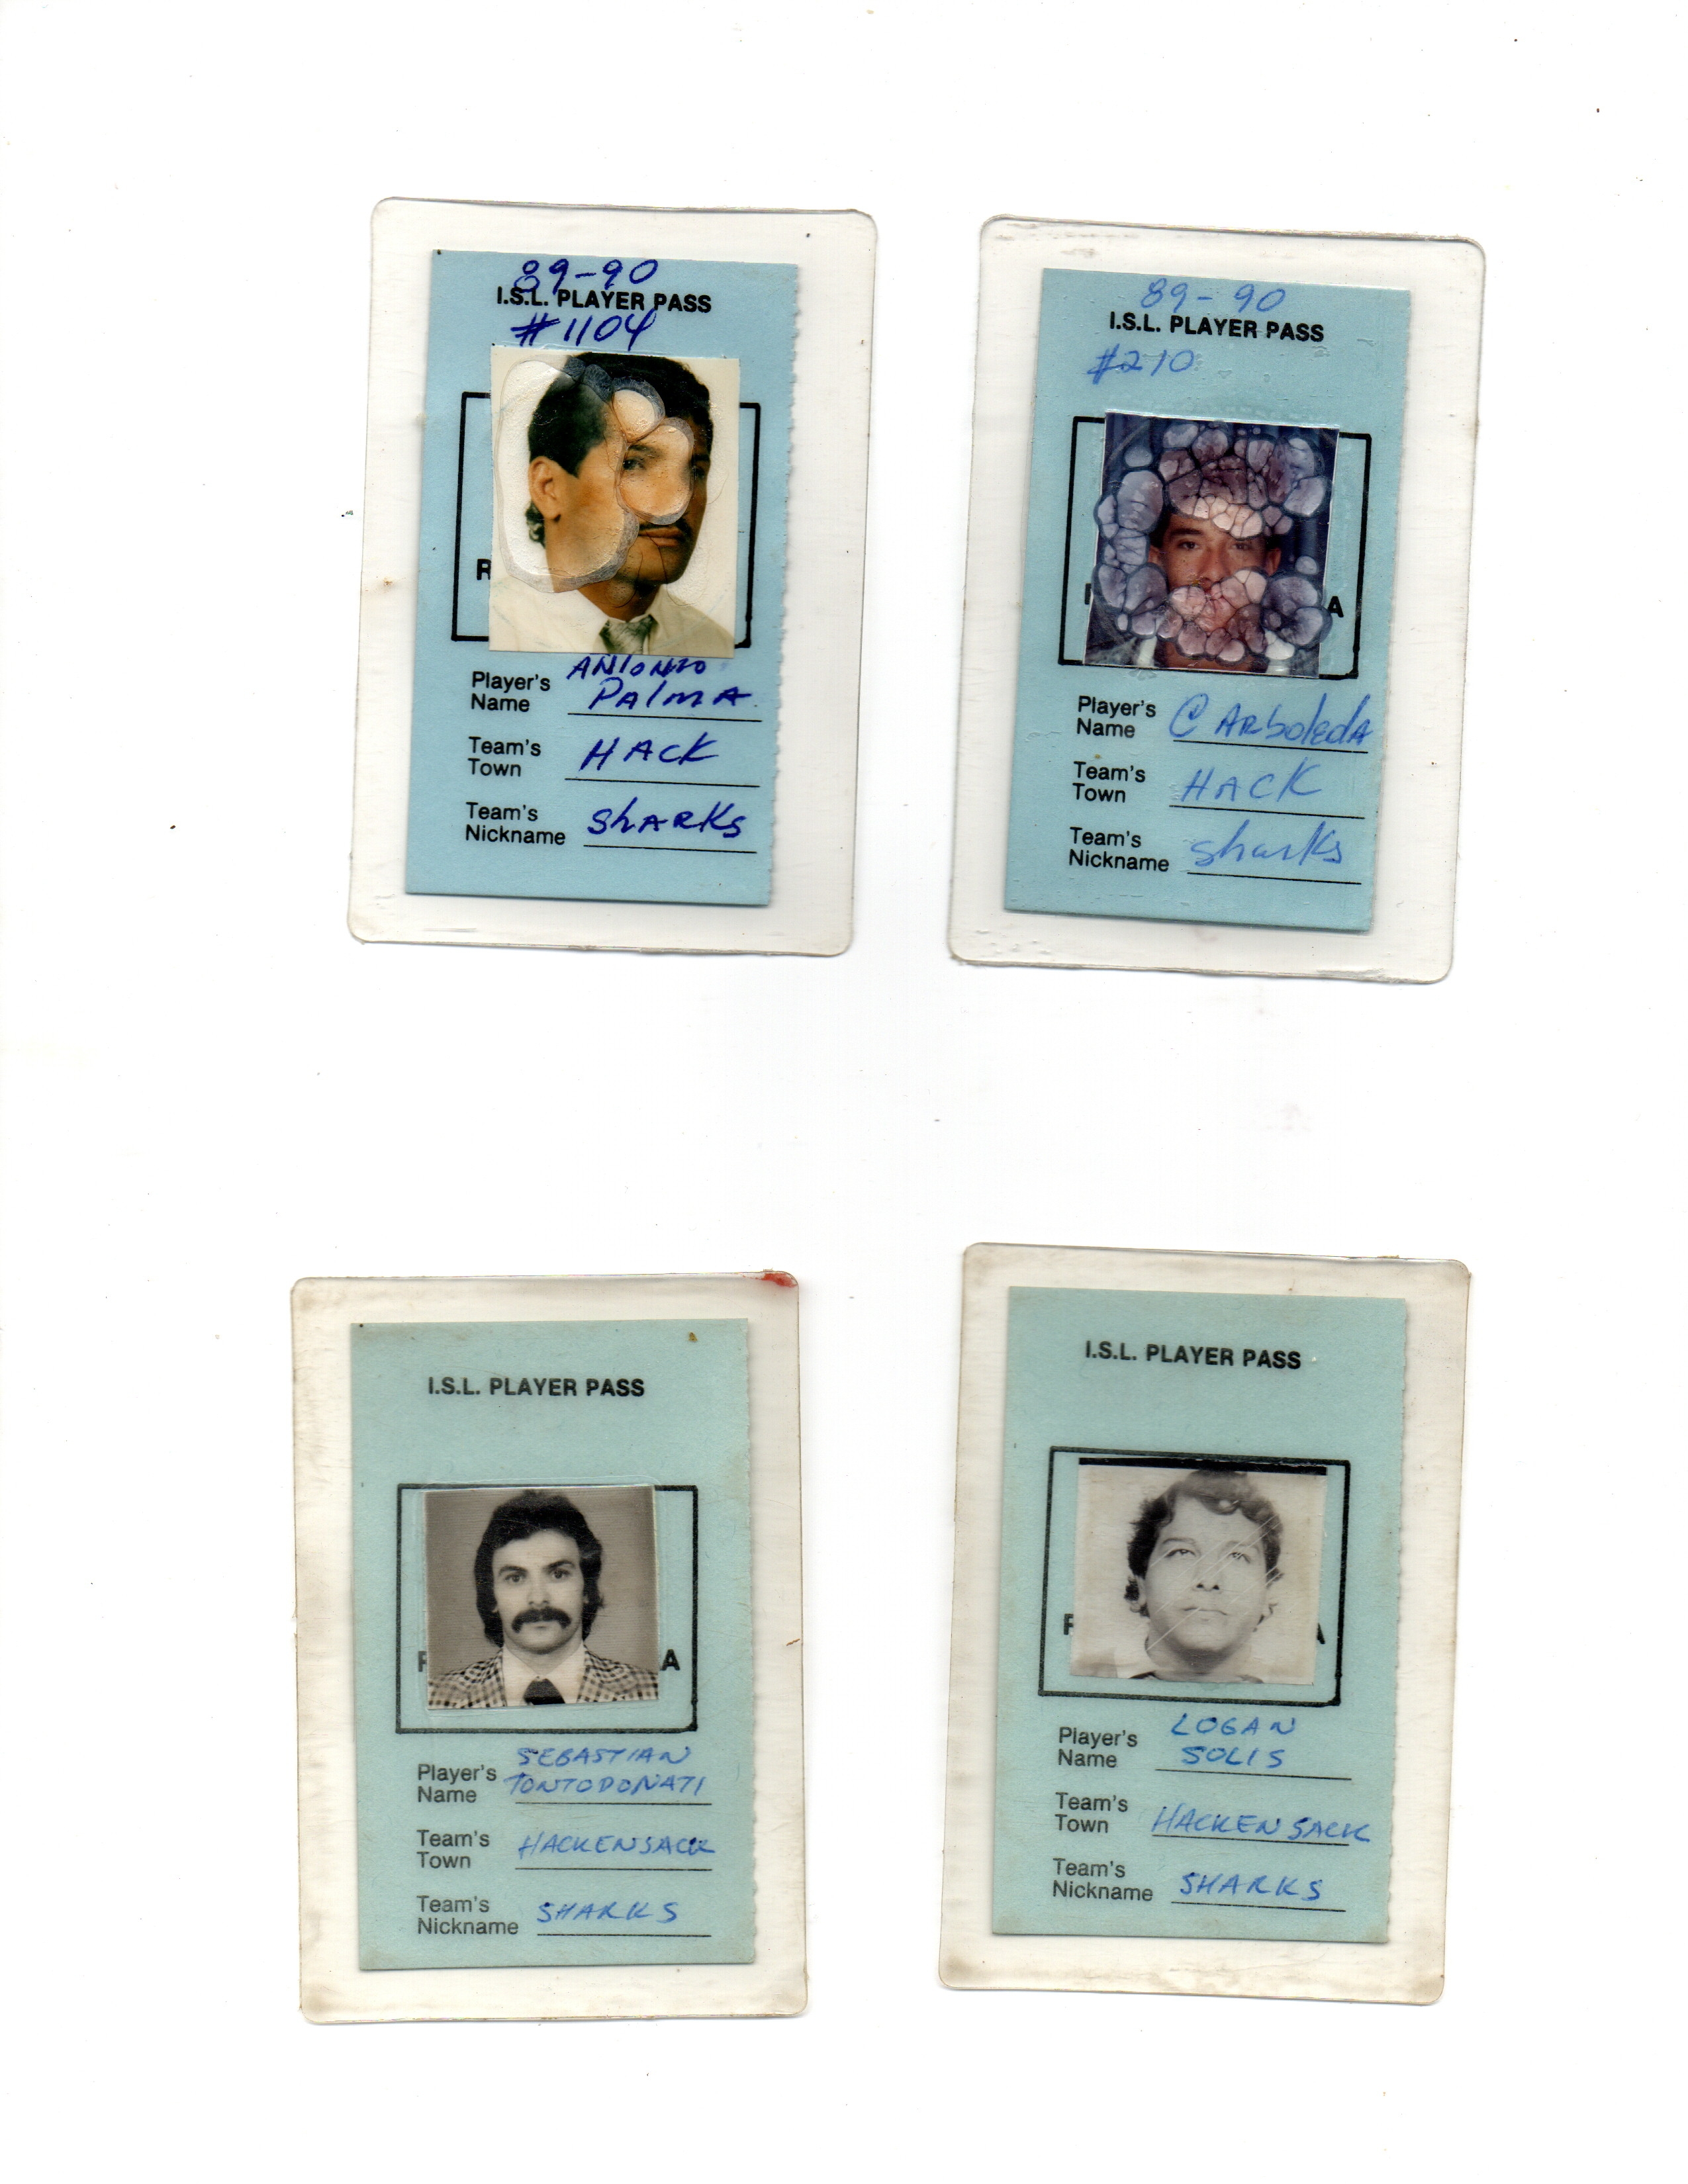 89-90
I.S.L. PLAYER PASS
#1104
R
ANTONIO
Player's Name PAlMA
Team's Town HACK
Team's Nickname ShARKS
89-90
I.S.L. PLAYER PASS
#210
A
Player's Name C ARboledA
Team's Town HACK
Team's Nickname sharks
I.S.L. PLAYER PASS
A
SEBASTIAN
Player's Name TONTODONATI
Team's Town HACKENSACK
Team's Nickname SHARKS
I.S.L. PLAYER PASS
A
LOGAN
Player's Name SOLIS
Team's Town HACKENSACK
Team's Nickname SHARKS